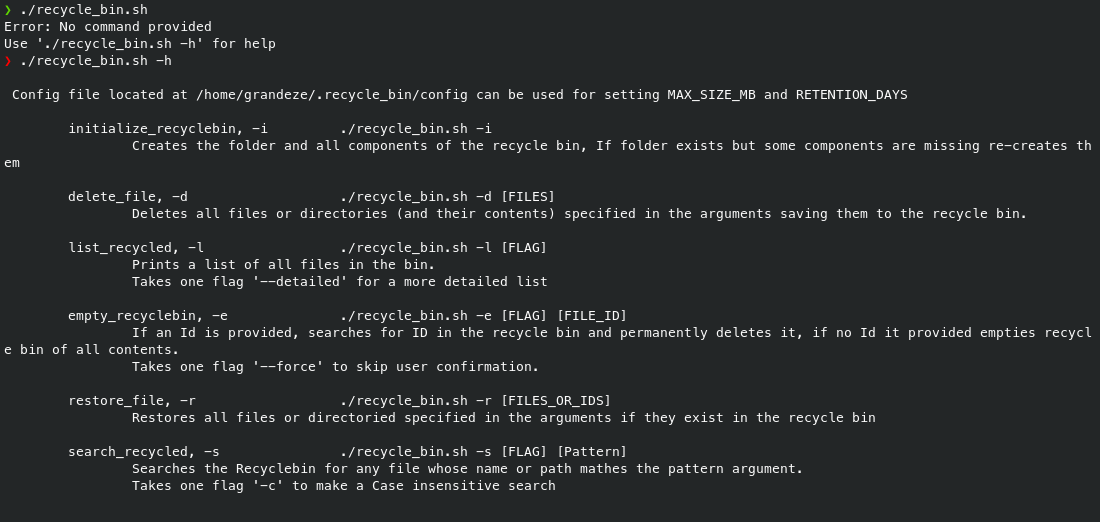 ❯ ./recycle_bin.sh
Error: No command provided
Use './recycle_bin.sh -h' for help
❯ ./recycle_bin.sh -h
Config file located at /home/grandeze/.recycle_bin/config can be used for setting MAX_SIZE_MB and RETENTION_DAYS
initialize_recyclebin, -i ./recycle_bin.sh -i
Creates the folder and all components of the recycle bin, If folder exists but some components are missing re-creates th
em
delete_file, -d ./recycle_bin.sh -d [FILES]
Deletes all files or directories (and their contents) specified in the arguments saving them to the recycle bin.
list_recycled, -l ./recycle_bin.sh -l [FLAG]
Prints a list of all files in the bin.
Takes one flag '--detailed' for a more detailed list
empty_recyclebin, -e ./recycle_bin.sh -e [FLAG] [FILE_ID]
If an Id is provided, searches for ID in the recycle bin and permanently deletes it, if no Id it provided empties recycl
e bin of all contents.
Takes one flag '--force' to skip user confirmation.
restore_file, -r ./recycle_bin.sh -r [FILES_OR_IDS]
Restores all files or directoried specified in the arguments if they exist in the recycle bin
search_recycled, -s ./recycle_bin.sh -s [FLAG] [Pattern]
Searches the Recyclebin for any file whose name or path mathes the pattern argument.
Takes one flag '-c' to make a Case insensitive search